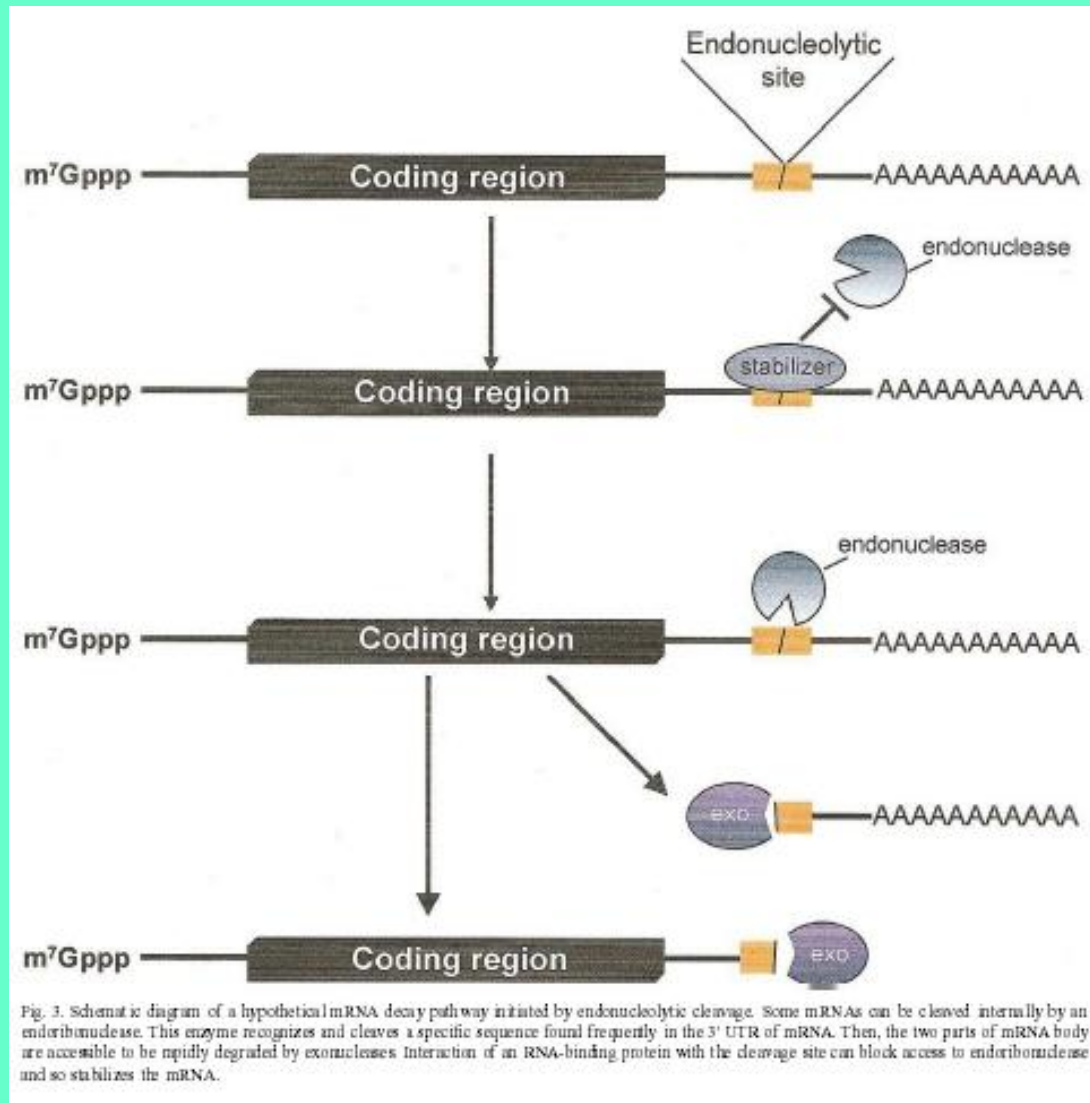 Endonucleolytic
site
m⁷Gppp Coding region AAAAAAAAAAA
endonuclease
stabilizer
m⁷Gppp Coding region AAAAAAAAAAA
endonuclease
m⁷Gppp Coding region AAAAAAAAAAA
exo AAAAAAAAAAA
m⁷Gppp Coding region exo
Fig. 3. Schematic diagram of a hypothetical mRNA decay pathway initiated by endonucleolytic cleavage. Some mRNAs can be cleaved internally by an
endoribonuclease. This enzyme recognizes and cleaves a specific sequence found frequently in the 3' UTR of mRNA. Then, the two parts of mRNA body
are accessible to be rapidly degraded by exonucleases. Interaction of an RNA-binding protein with the cleavage site can block access to endoribonuclease
and so stabilizes the mRNA.